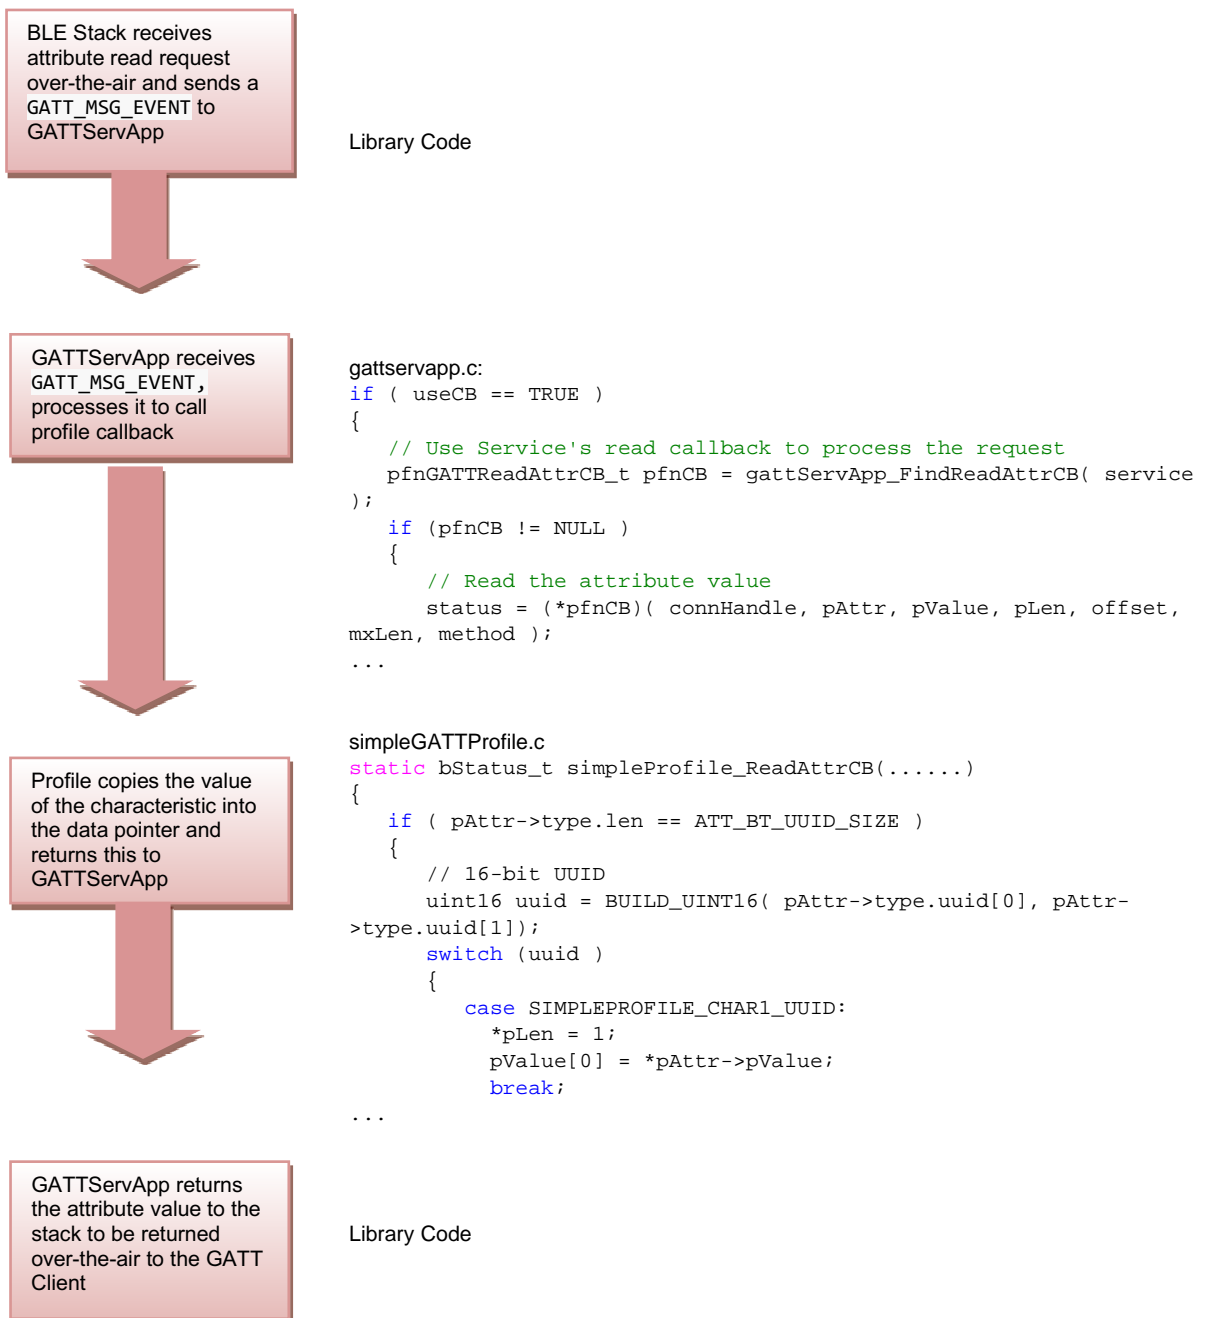 BLE Stack receives
attribute read request
over-the-air and sends a
GATT_MSG_EVENT to
GATTServApp
Library Code
GATTServApp receives
GATT_MSG_EVENT,
processes it to call
profile callback
gattservapp.c:
if ( useCB == TRUE )
{
// Use Service's read callback to process the request
pfnGATTReadAttrCB_t pfnCB = gattServApp_FindReadAttrCB( service
);
if (pfnCB != NULL )
{
// Read the attribute value
status = (*pfnCB)( connHandle, pAttr, pValue, pLen, offset,
mxLen, method );
...
Profile copies the value
of the characteristic into
the data pointer and
returns this to
GATTServApp
simpleGATTProfile.c
static bStatus_t simpleProfile_ReadAttrCB(......)
{
if ( pAttr->type.len == ATT_BT_UUID_SIZE )
{
// 16-bit UUID
uint16 uuid = BUILD_UINT16( pAttr->type.uuid[0], pAttr-
>type.uuid[1]);
switch (uuid )
{
case SIMPLEPROFILE_CHAR1_UUID:
*pLen = 1;
pValue[0] = *pAttr->pValue;
break;
...
GATTServApp returns
the attribute value to the
stack to be returned
over-the-air to the GATT
Client
Library Code